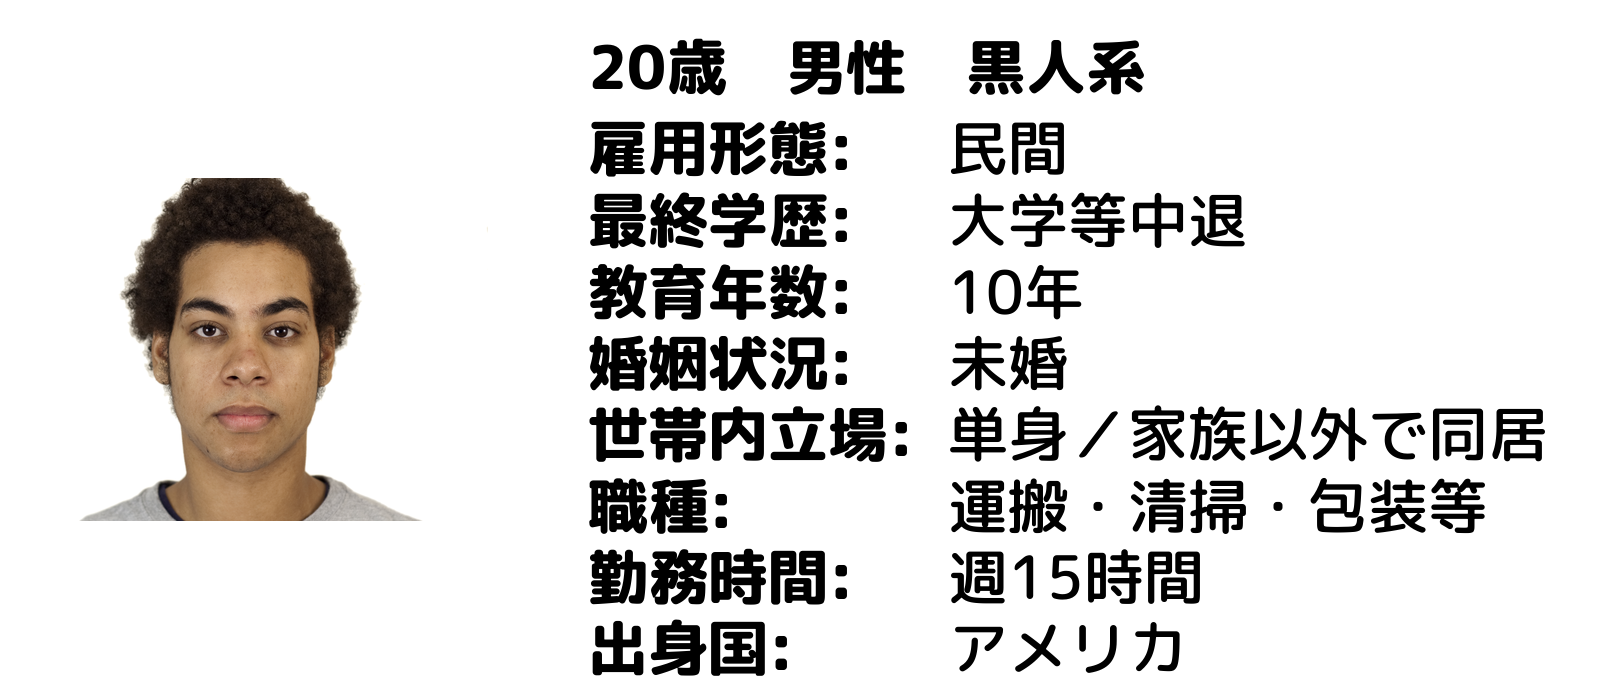 20歳　男性　黒人系
雇用形態:　民間
最終学歴:　大学等中退
教育年数:　10年
婚姻状況:　未婚
世帯内立場:　単身／家族以外で同居
職種:　運搬・清掃・包装等
勤務時間:　週15時間
出身国:　アメリカ